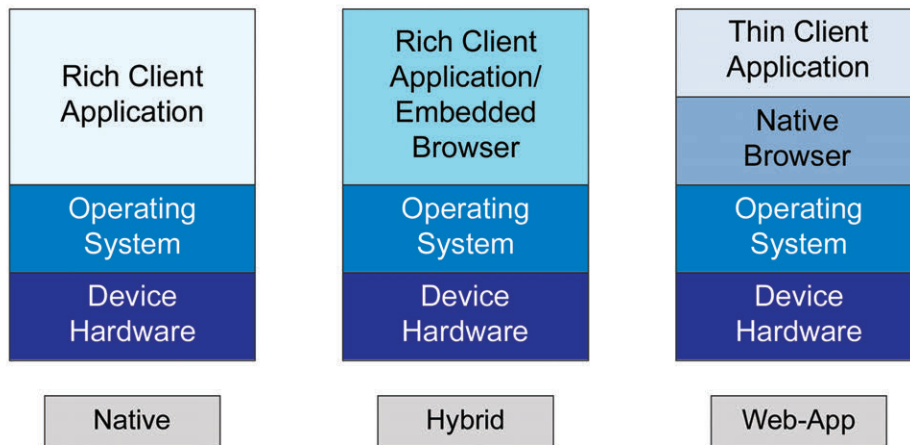 Rich Client
Application
Operating
System
Device
Hardware
Native
Rich Client
Application/
Embedded
Browser
Operating
System
Device
Hardware
Hybrid
Thin Client
Application
Native
Browser
Operating
System
Device
Hardware
Web-App